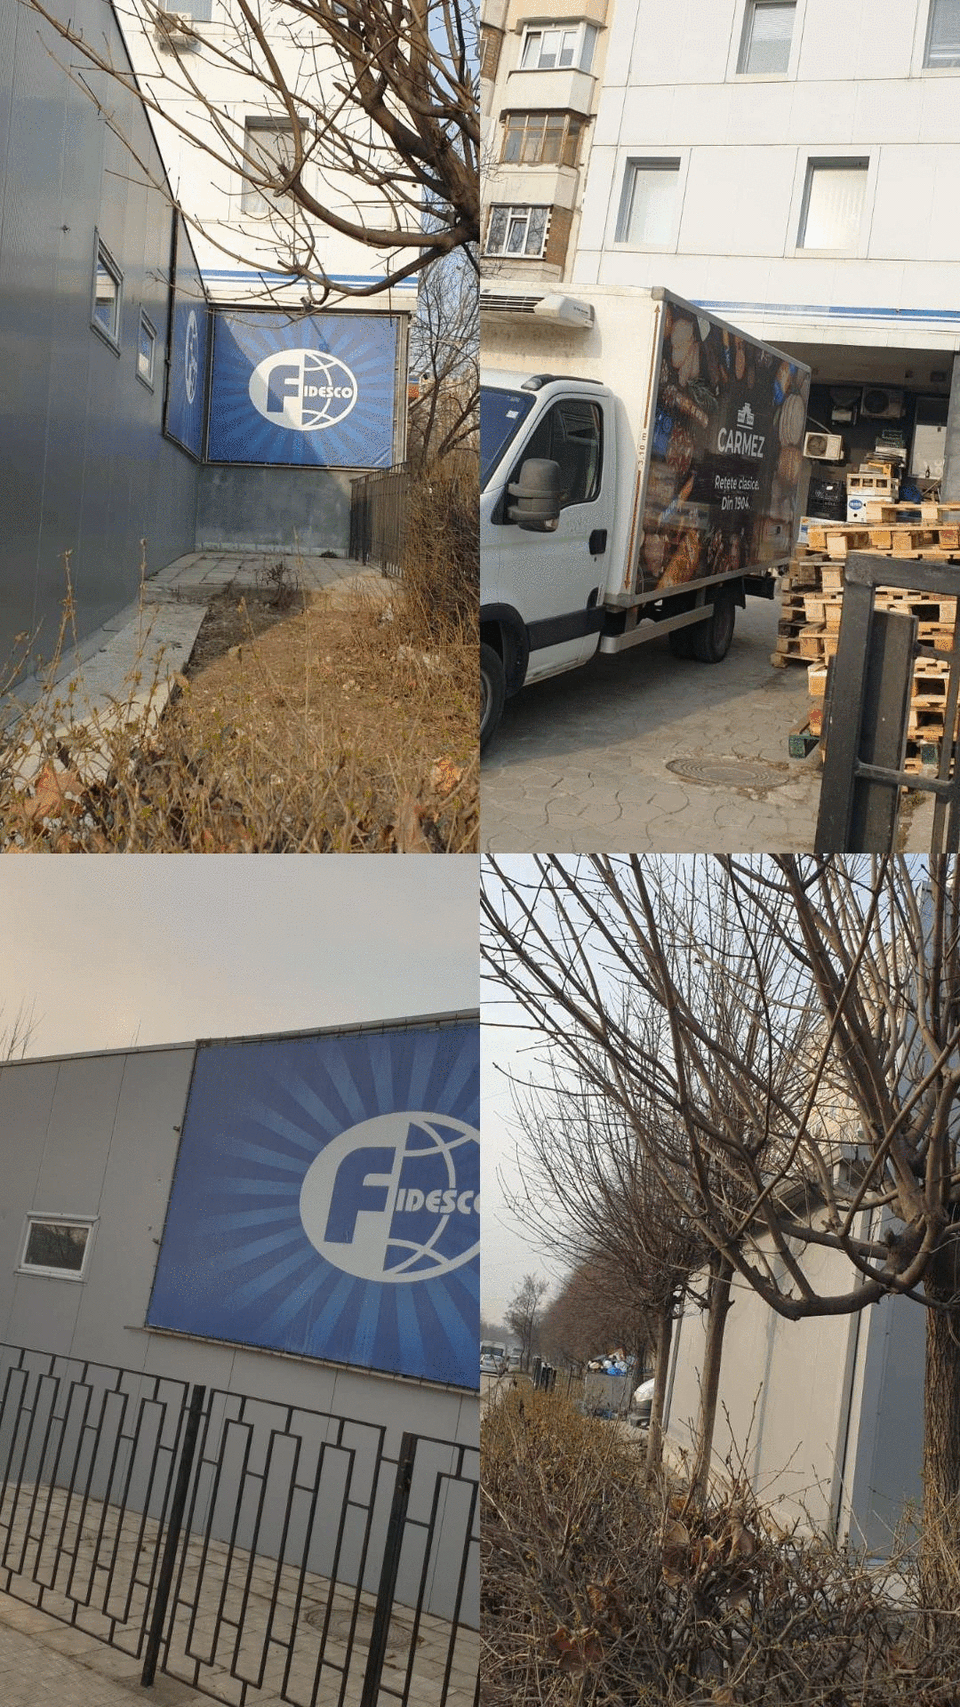 FIDESCO
CARMEZ
Rețete clasice.
Din 1904.
FIDESCO